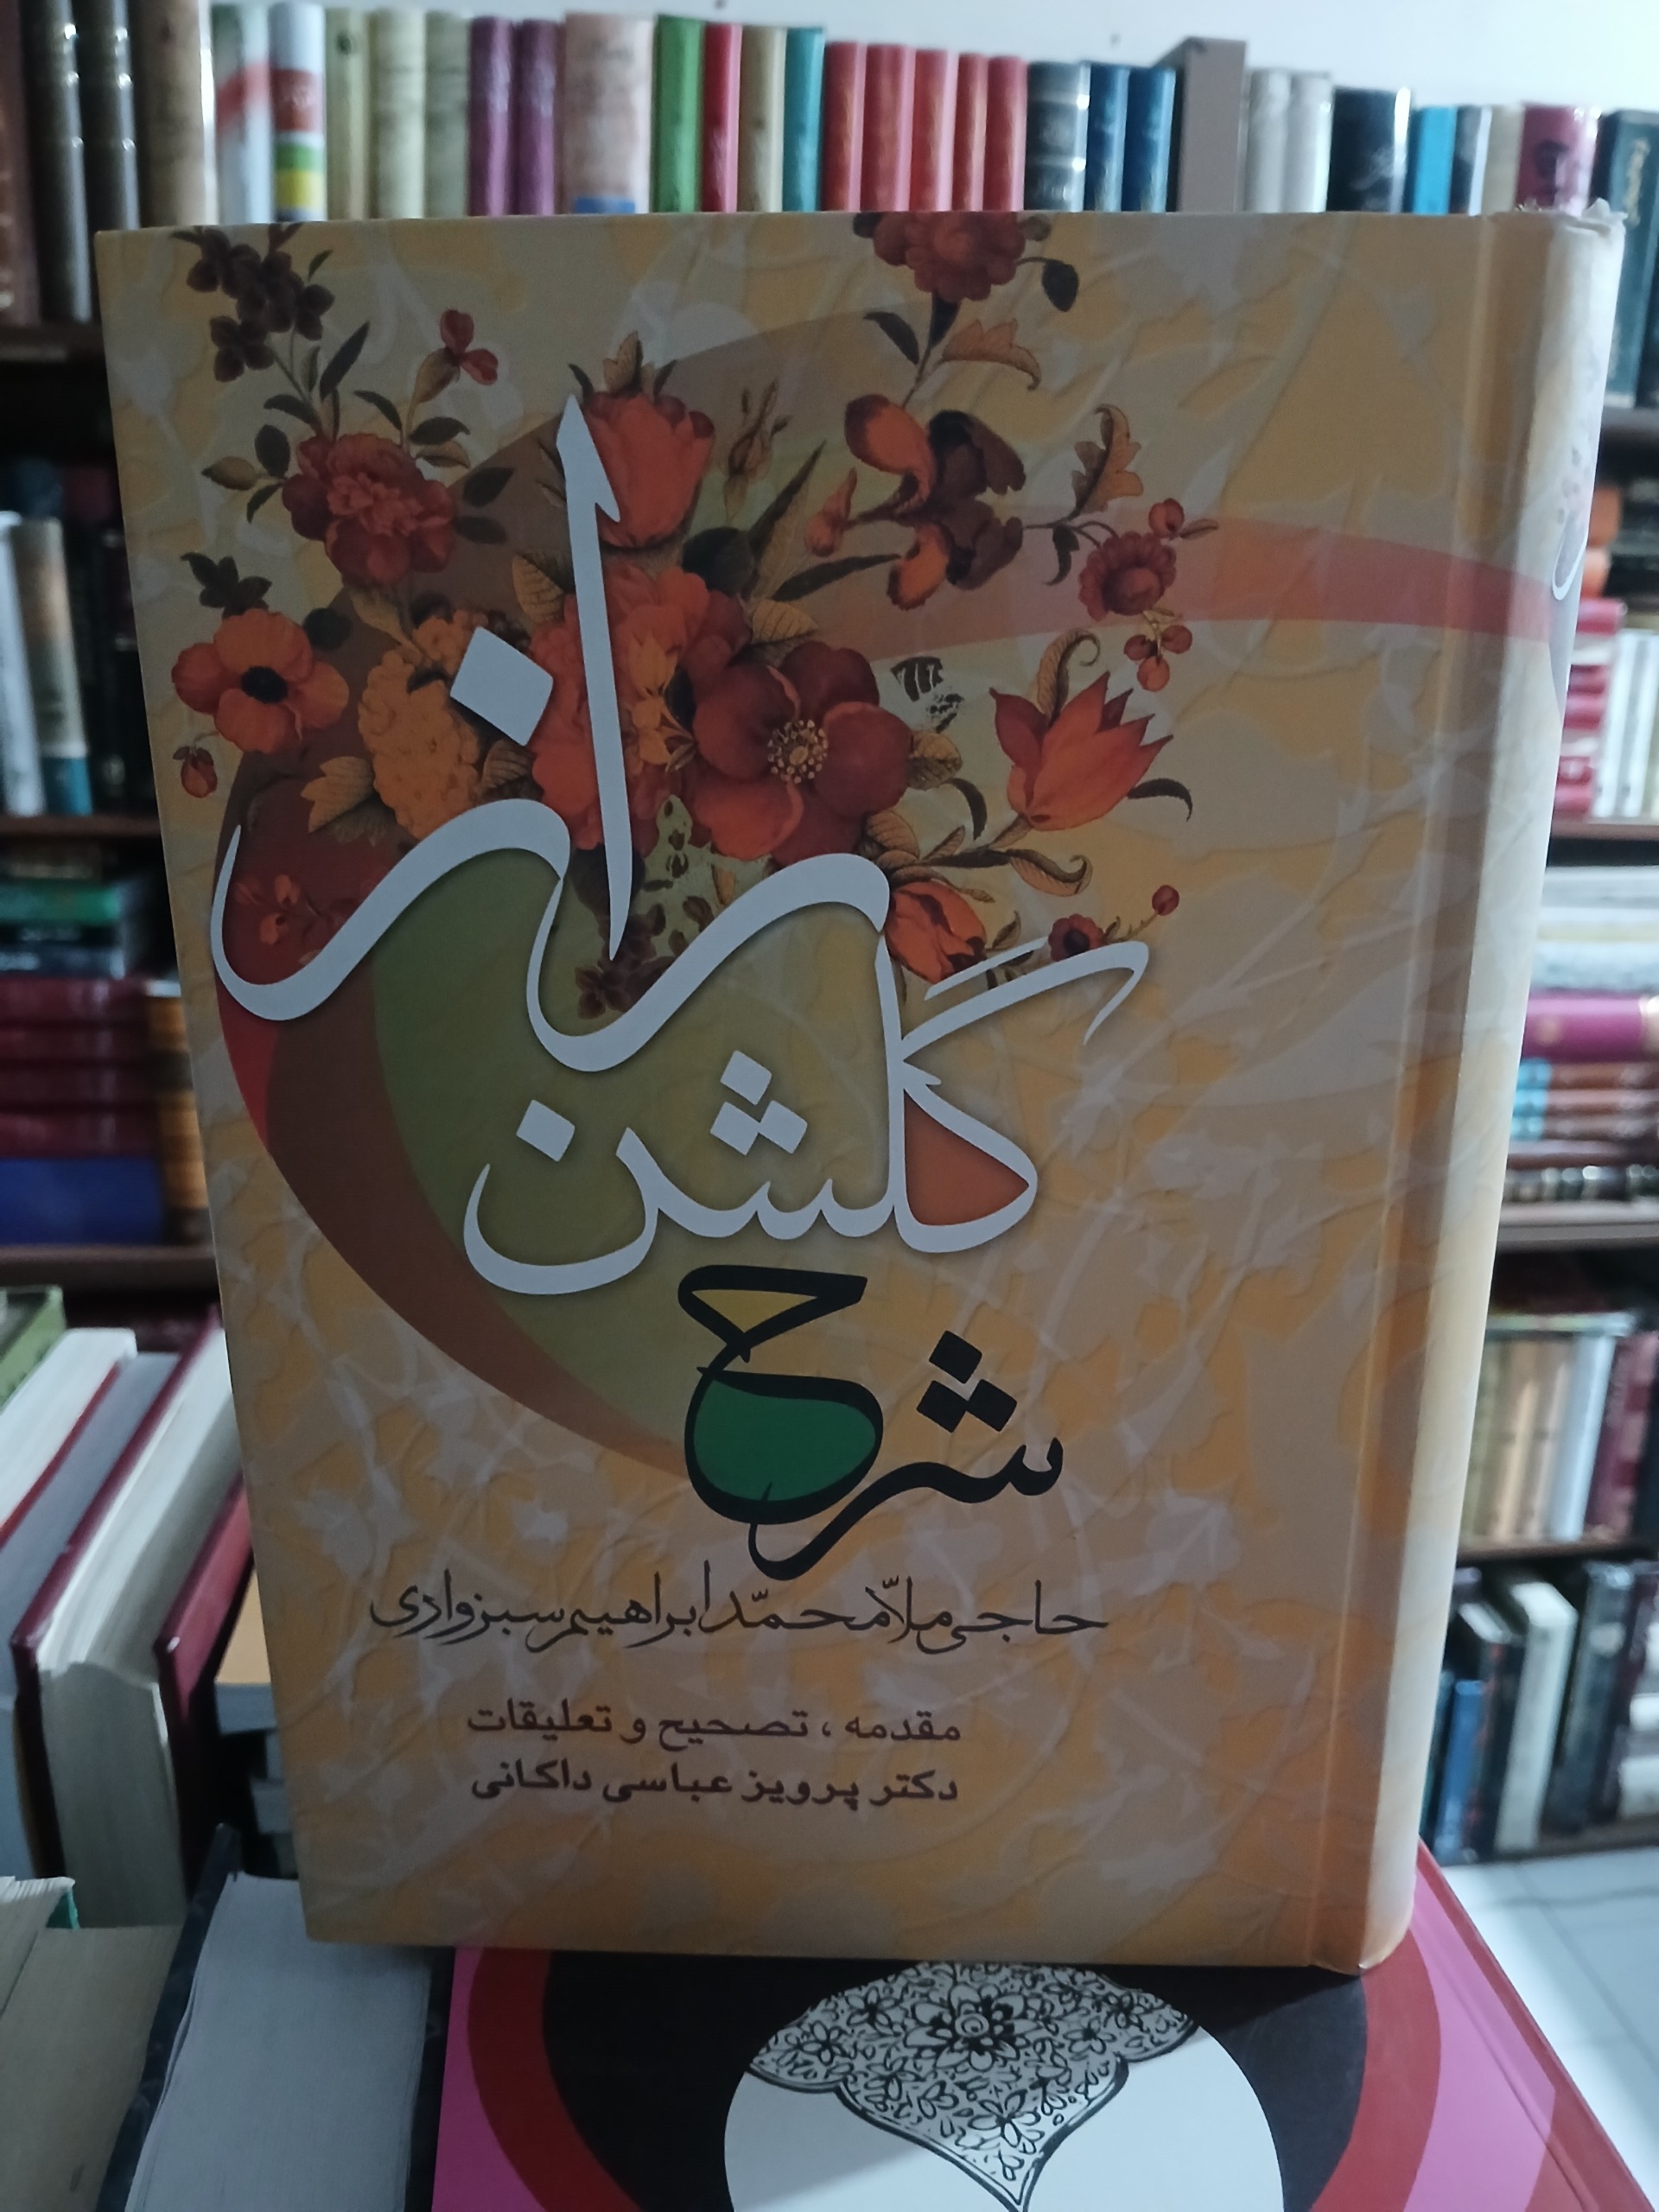 شرح
گلشن
راز
حاجی ملّا محمّد ابراهیم سبزواری
مقدمه ، تصحیح و تعلیقات
دکتر پرویز عباسی داکانی